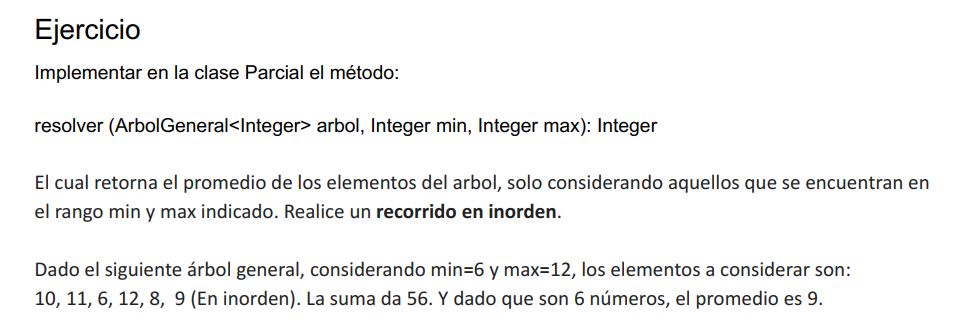 Ejercicio
Implementar en la clase Parcial el método:
resolver (ArbolGeneral<Integer> arbol, Integer min, Integer max): Integer
El cual retorna el promedio de los elementos del arbol, solo considerando aquellos que se encuentran en
el rango min y max indicado. Realice un recorrido en inorden.
Dado el siguiente árbol general, considerando min=6 y max=12, los elementos a considerar son:
10, 11, 6, 12, 8,  9 (En inorden). La suma da 56. Y dado que son 6 números, el promedio es 9.